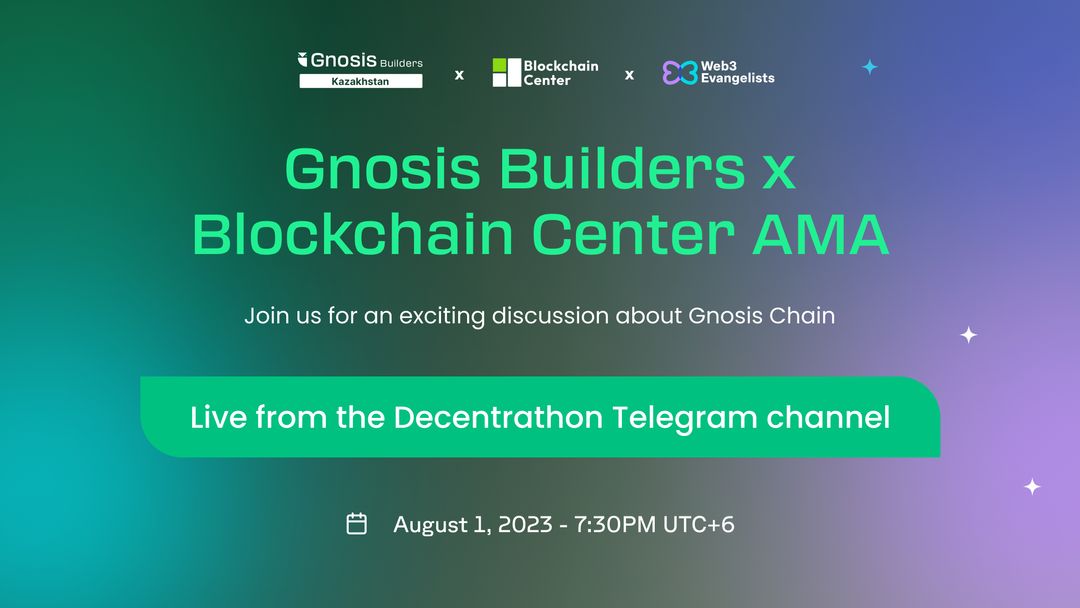 Gnosis Builders
Kazakhstan
x
Blockchain
Center
x
Web3
Evangelists
Gnosis Builders x
Blockchain Center AMA
Join us for an exciting discussion about Gnosis Chain
Live from the Decentrathon Telegram channel
August 1, 2023 - 7:30PM UTC+6